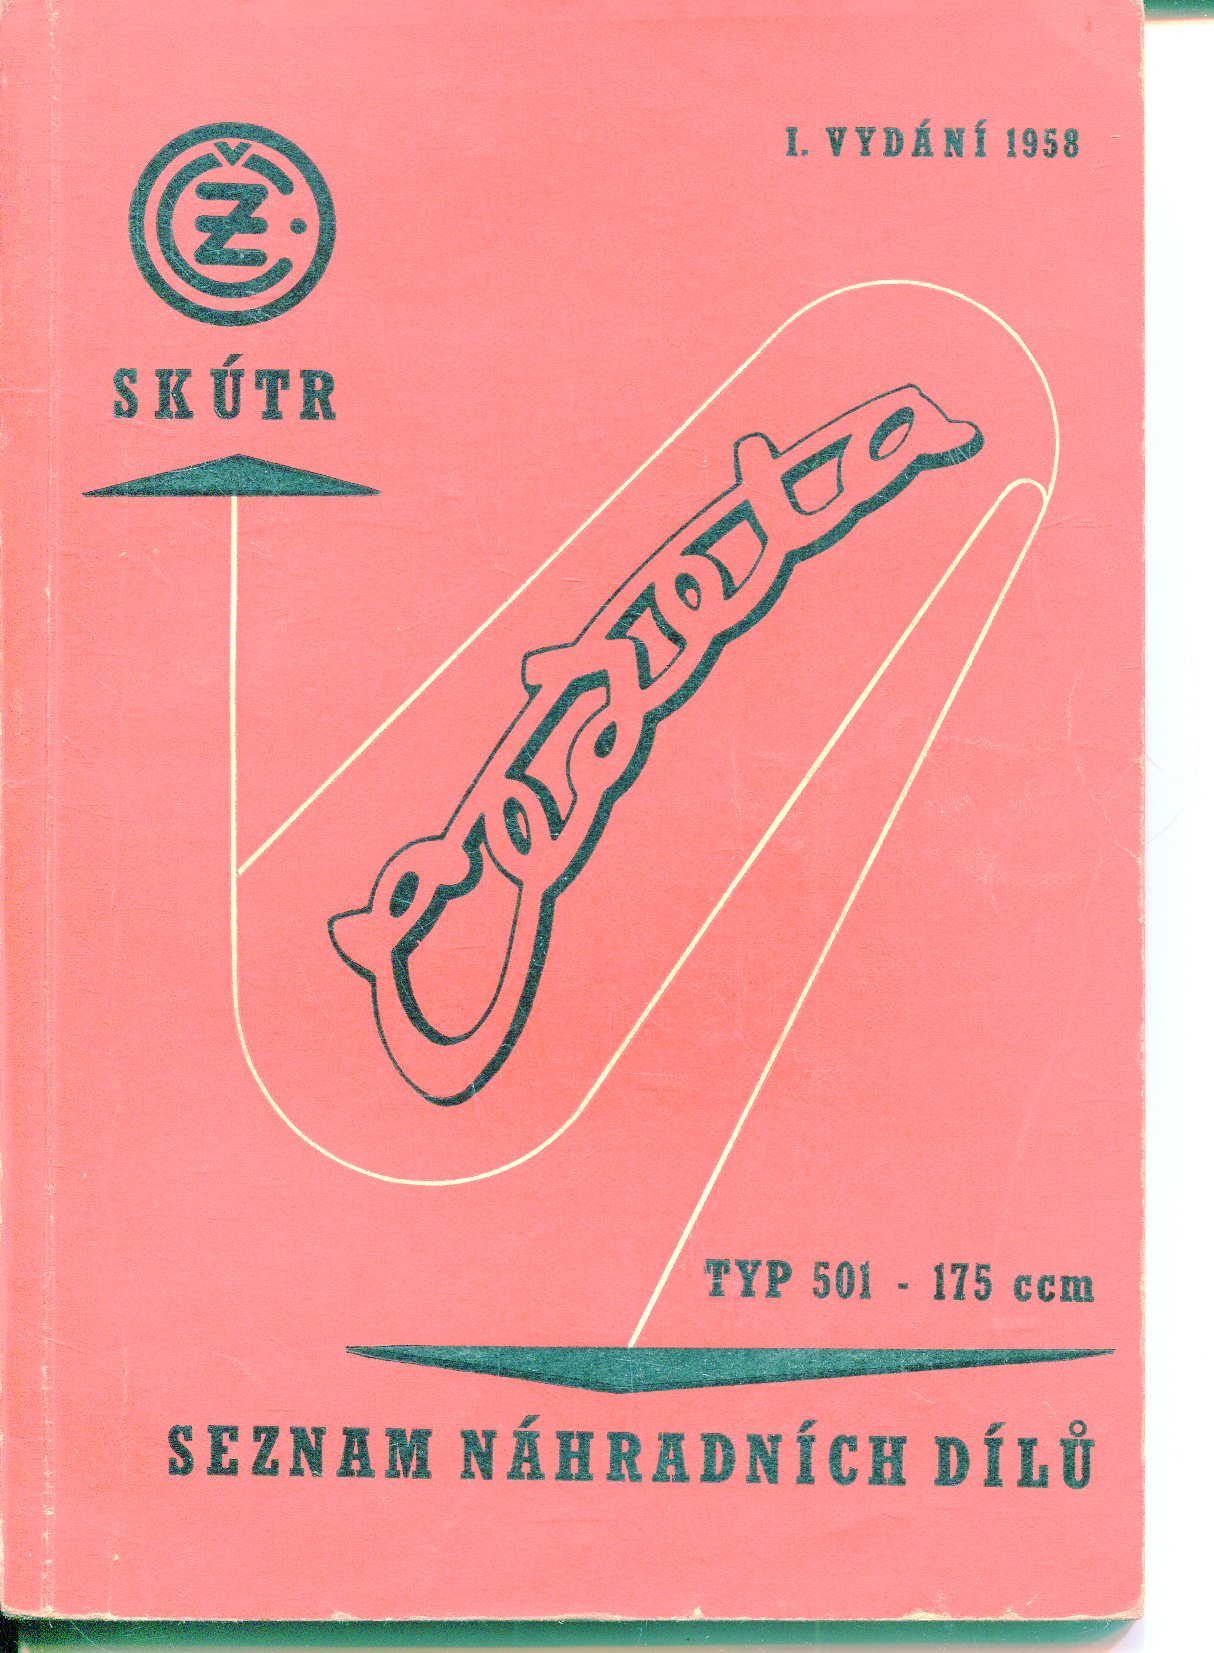 I. VYDÁNÍ 1958
ČZ
SKÚTR
Čezeta
TYP 501 - 175 ccm
SEZNAM NÁHRADNÍCH DÍLŮ